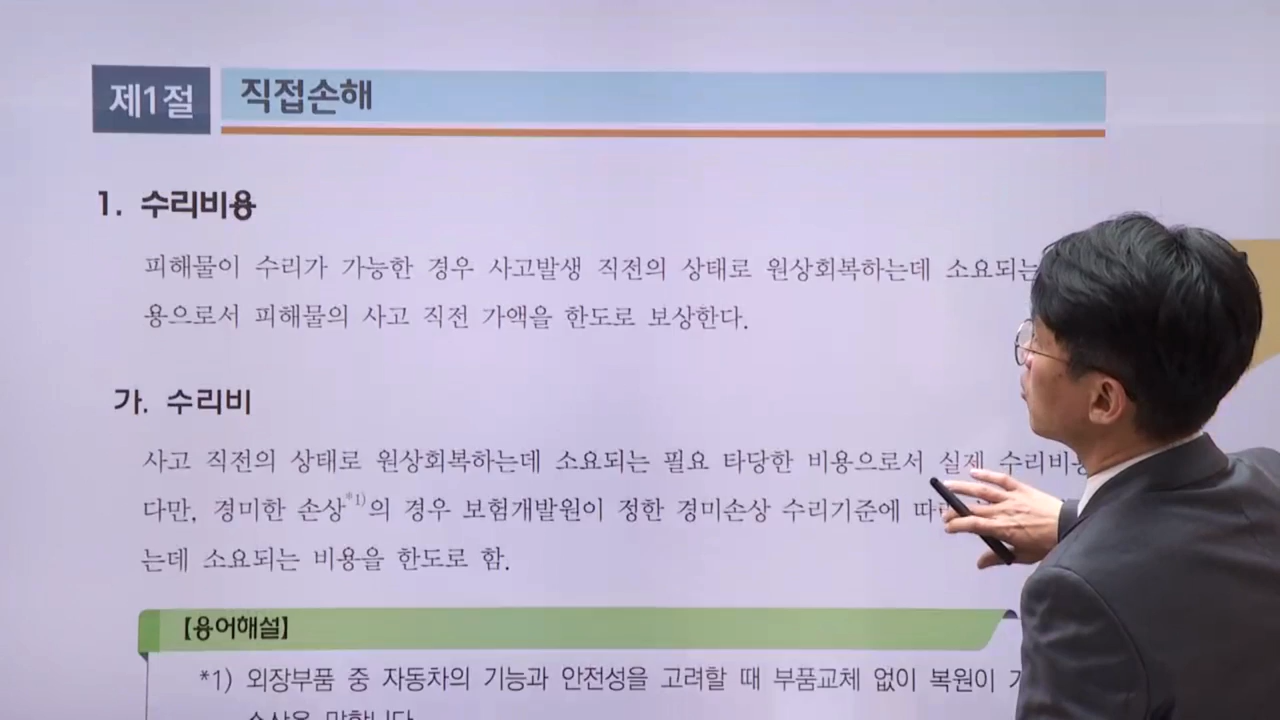 제1절 직접손해
1. 수리비용
피해물이 수리가 가능한 경우 사고발생 직전의 상태로 원상회복하는데 소요되는
용으로서 피해물의 사고 직전 가액을 한도로 보상한다.
가. 수리비
사고 직전의 상태로 원상회복하는데 소요되는 필요 타당한 비용으로서 실제 수리비용
다만, 경미한 손상*1)의 경우 보험개발원이 정한 경미손상 수리기준에
는데 소요되는 비용을 한도로 함.
[용어해설]
*1) 외장부품 중 자동차의 기능과 안전성을 고려할 때 부품교체 없이 복원이